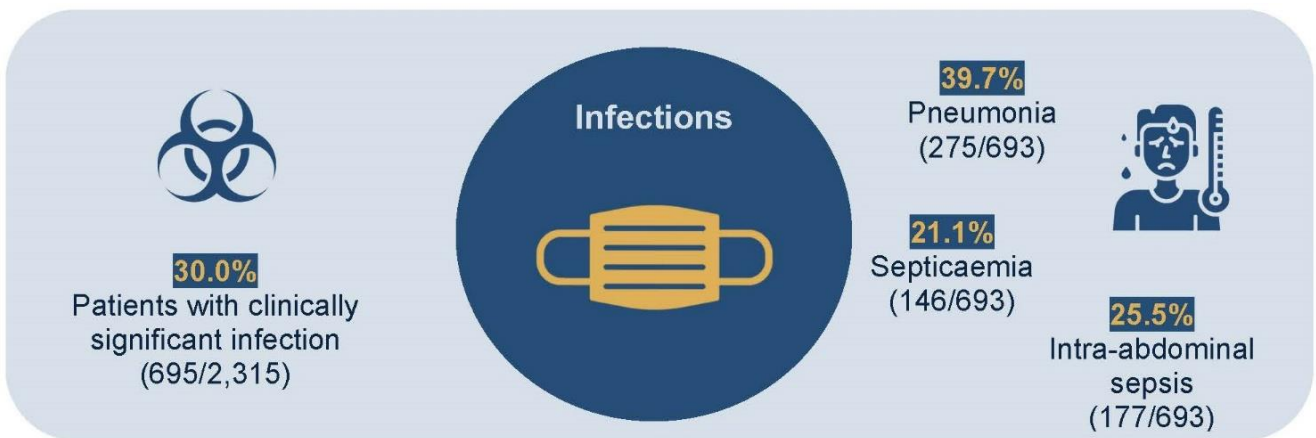 Infections
30.0%
Patients with clinically
significant infection
(695/2,315)
39.7%
Pneumonia
(275/693)
21.1%
Septicaemia
(146/693)
25.5%
Intra-abdominal
sepsis
(177/693)